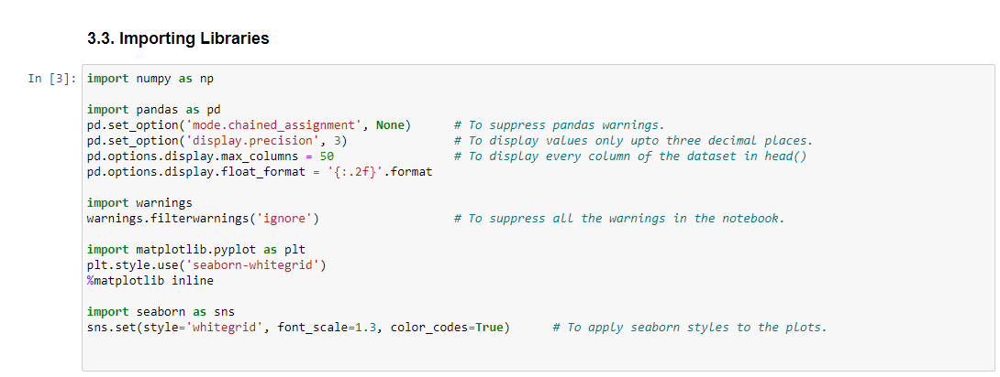 3.3. Importing Libraries
In [3]: import numpy as np
import pandas as pd
pd.set_option('mode.chained_assignment', None) # To suppress pandas warnings.
pd.set_option('display.precision', 3) # To display values only upto three decimal places.
pd.options.display.max_columns = 50 # To display every column of the dataset in head()
pd.options.display.float_format = '{:.2f}'.format
import warnings
warnings.filterwarnings('ignore') # To suppress all the warnings in the notebook.
import matplotlib.pyplot as plt
plt.style.use('seaborn-whitegrid')
%matplotlib inline
import seaborn as sns
sns.set(style='whitegrid', font_scale=1.3, color_codes=True) # To apply seaborn styles to the plots.